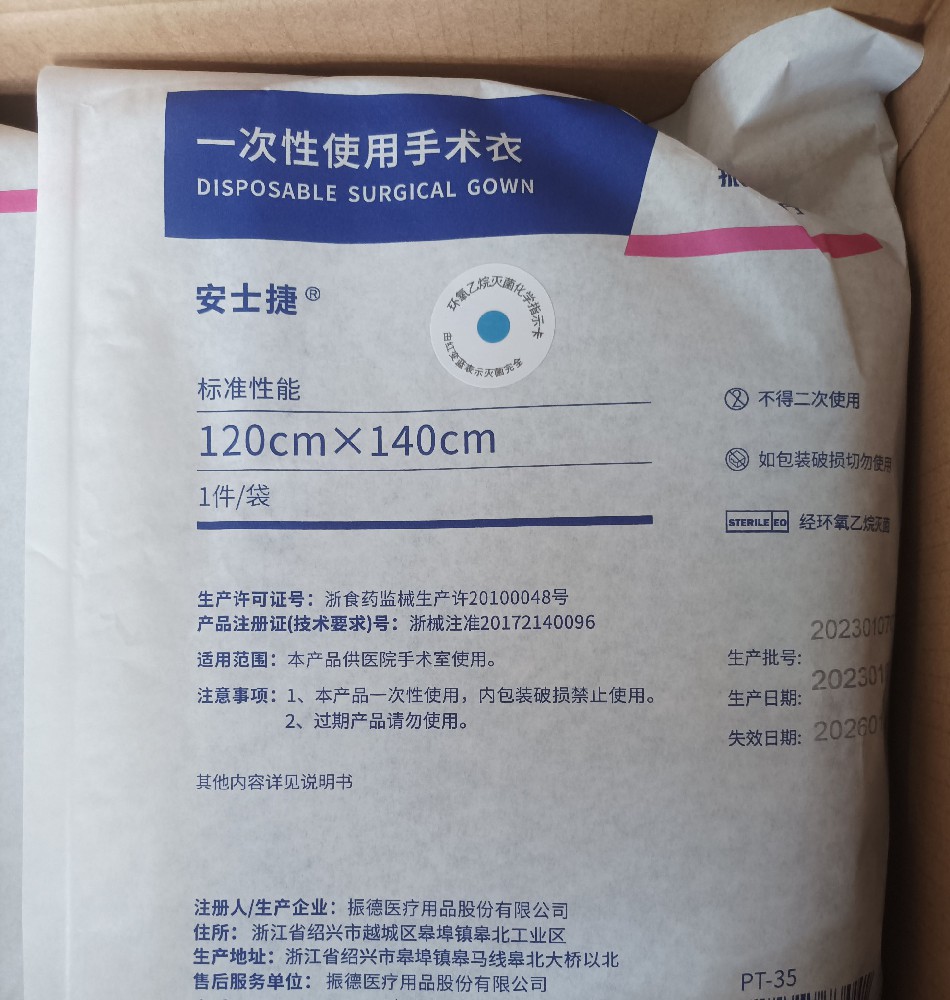 一次性使用手术衣
DISPOSABLE SURGICAL GOWN
安士捷®
环氧乙烷灭菌化学指示卡
由红变蓝表示灭菌完全
标准性能
120cm×140cm
1件/袋
不得二次使用
如包装破损切勿使用
STERILE EO 经环氧乙烷灭菌
生产许可证号：浙食药监械生产许20100048号
产品注册证(技术要求)号：浙械注准20172140096
适用范围：本产品供医院手术室使用。
注意事项：1、本产品一次性使用，内包装破损禁止使用。
2、过期产品请勿使用。
其他内容详见说明书
生产批号: 2023010
生产日期: 202301
失效日期: 20260
注册人/生产企业：振德医疗用品股份有限公司
住所：浙江省绍兴市越城区皋埠镇皋北工业区
生产地址：浙江省绍兴市皋埠镇皋马线皋北大桥以北
售后服务单位：振德医疗用品股份有限公司
PT-35